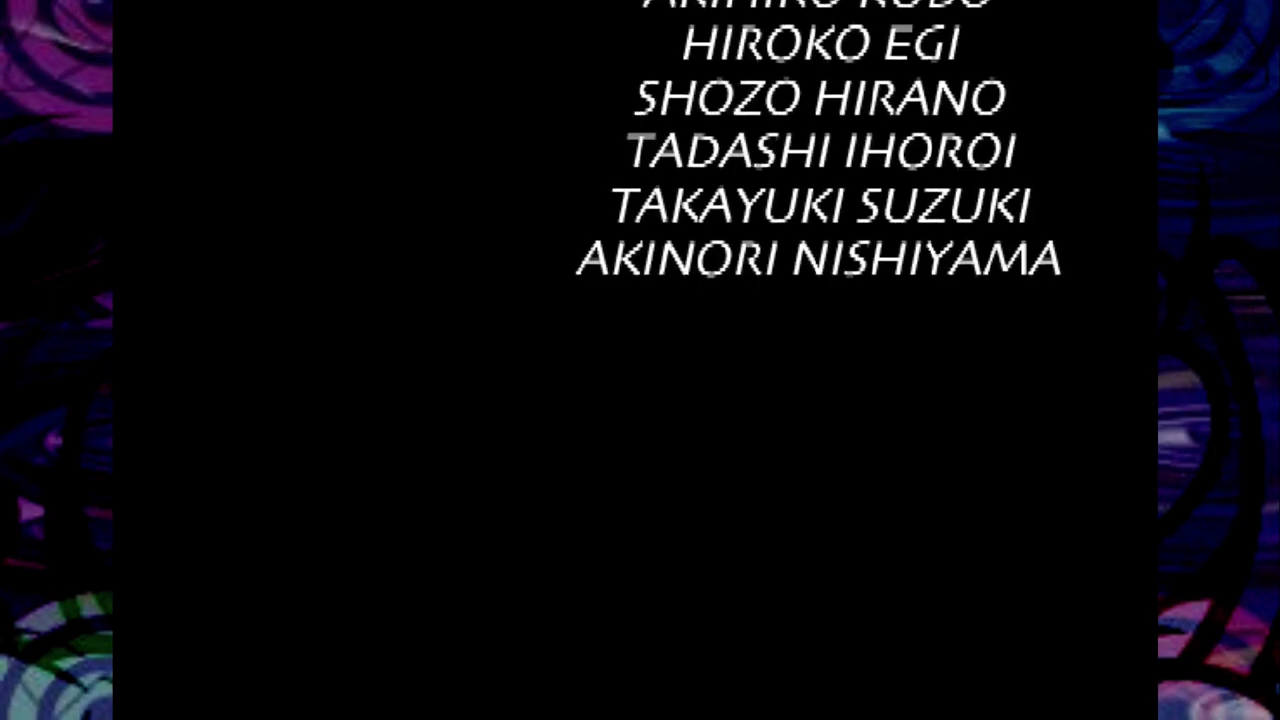 HIROKO EGI
SHOZO HIRANO
TADASHI IHOROI
TAKAYUKI SUZUKI
AKINORI NISHIYAMA